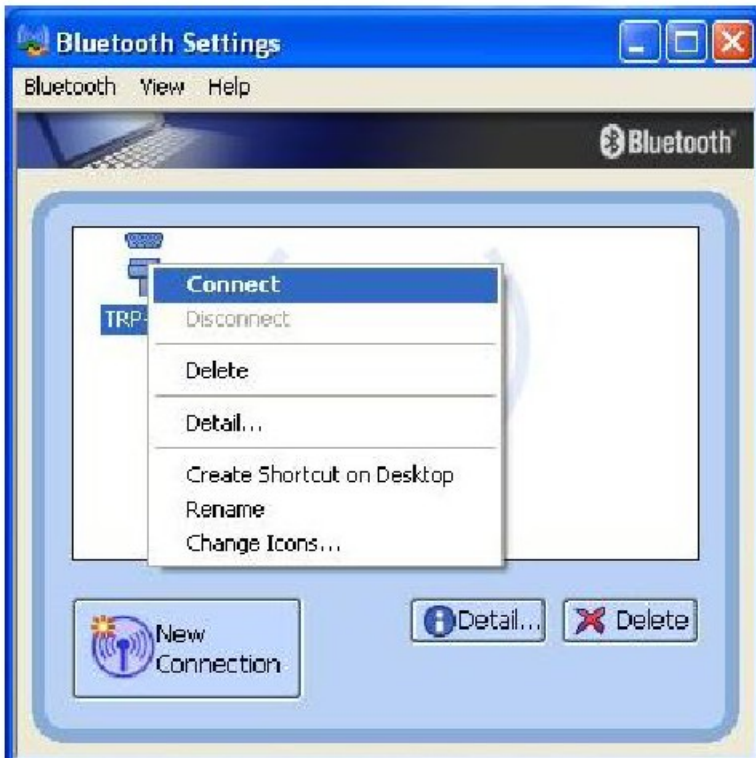 Bluetooth Settings
Bluetooth View Help
Bluetooth
Connect
TRP-
Disconnect
Delete
Detail...
Create Shortcut on Desktop
Rename
Change Icons...
New
Connection
Detail...
Delete